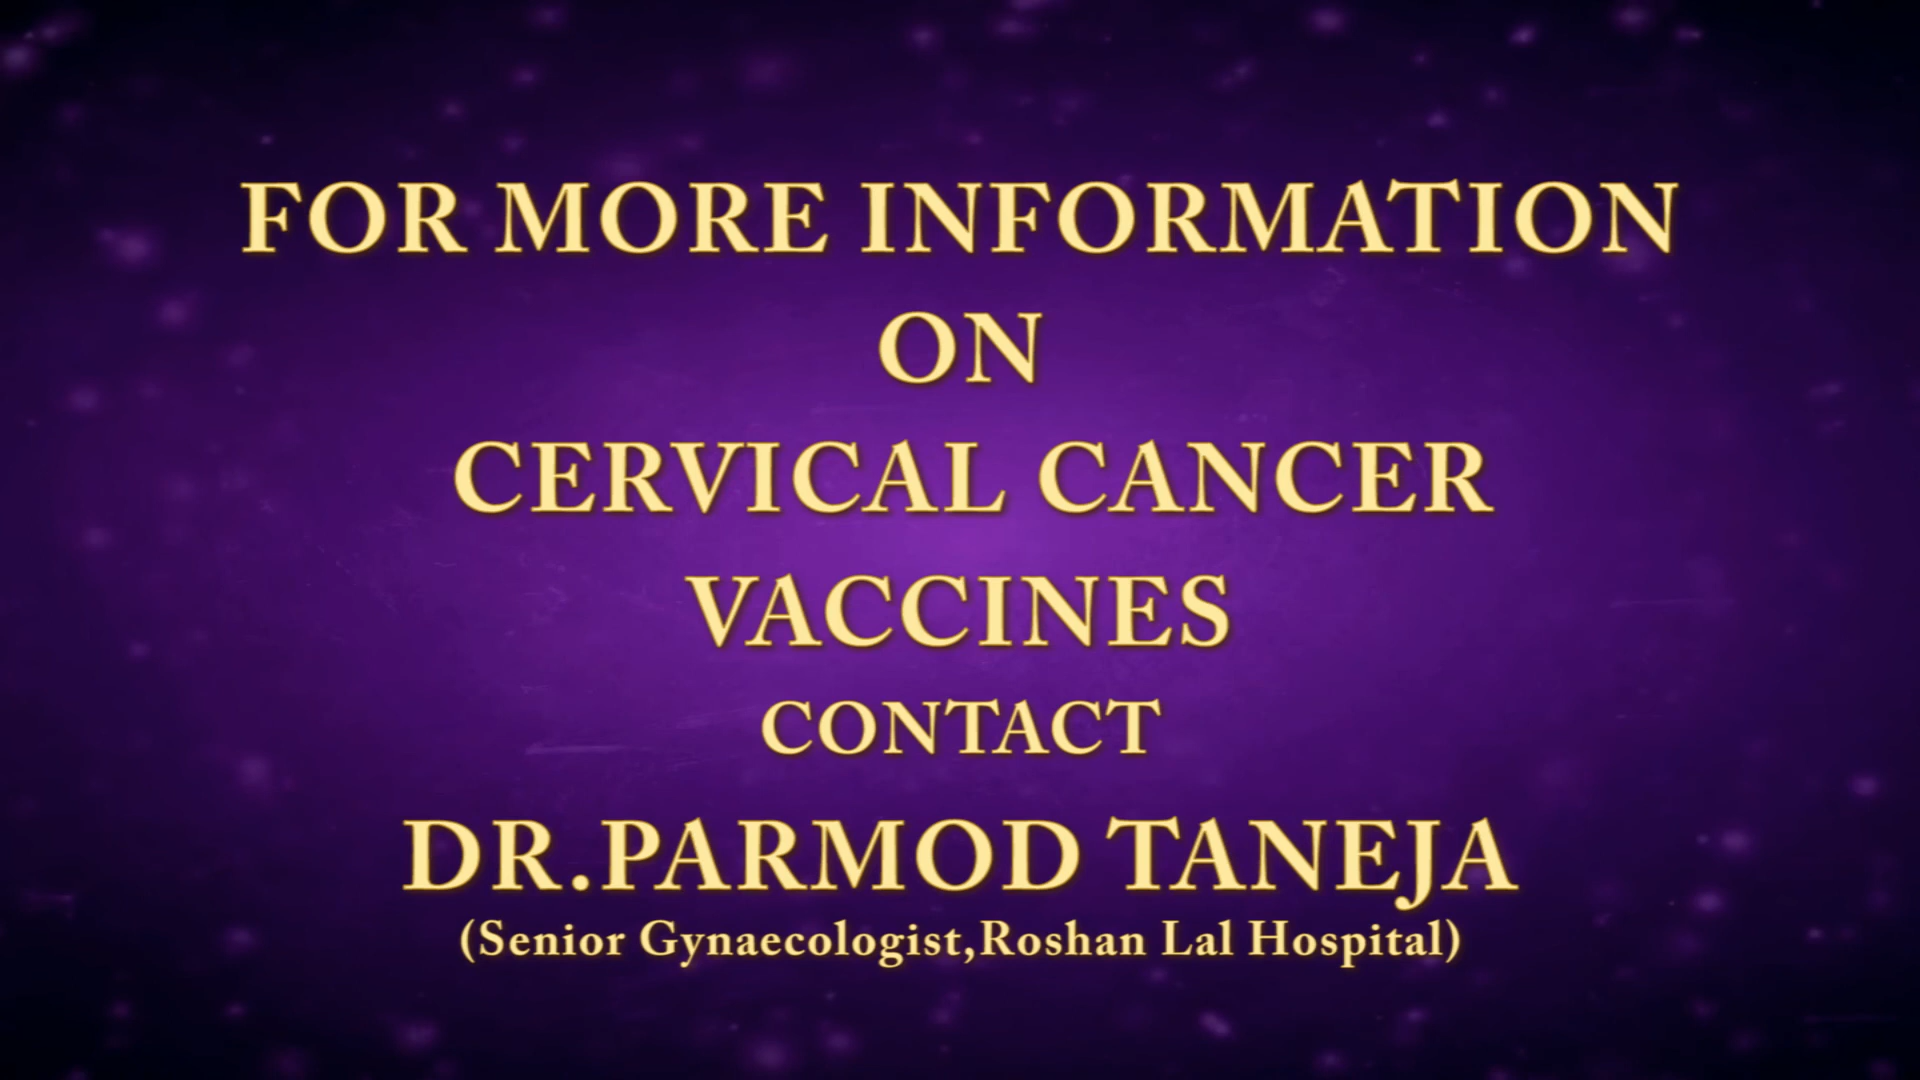 FOR MORE INFORMATION
ON
CERVICAL CANCER
VACCINES
CONTACT
DR.PARMOD TANEJA
(Senior Gynaecologist,Roshan Lal Hospital)